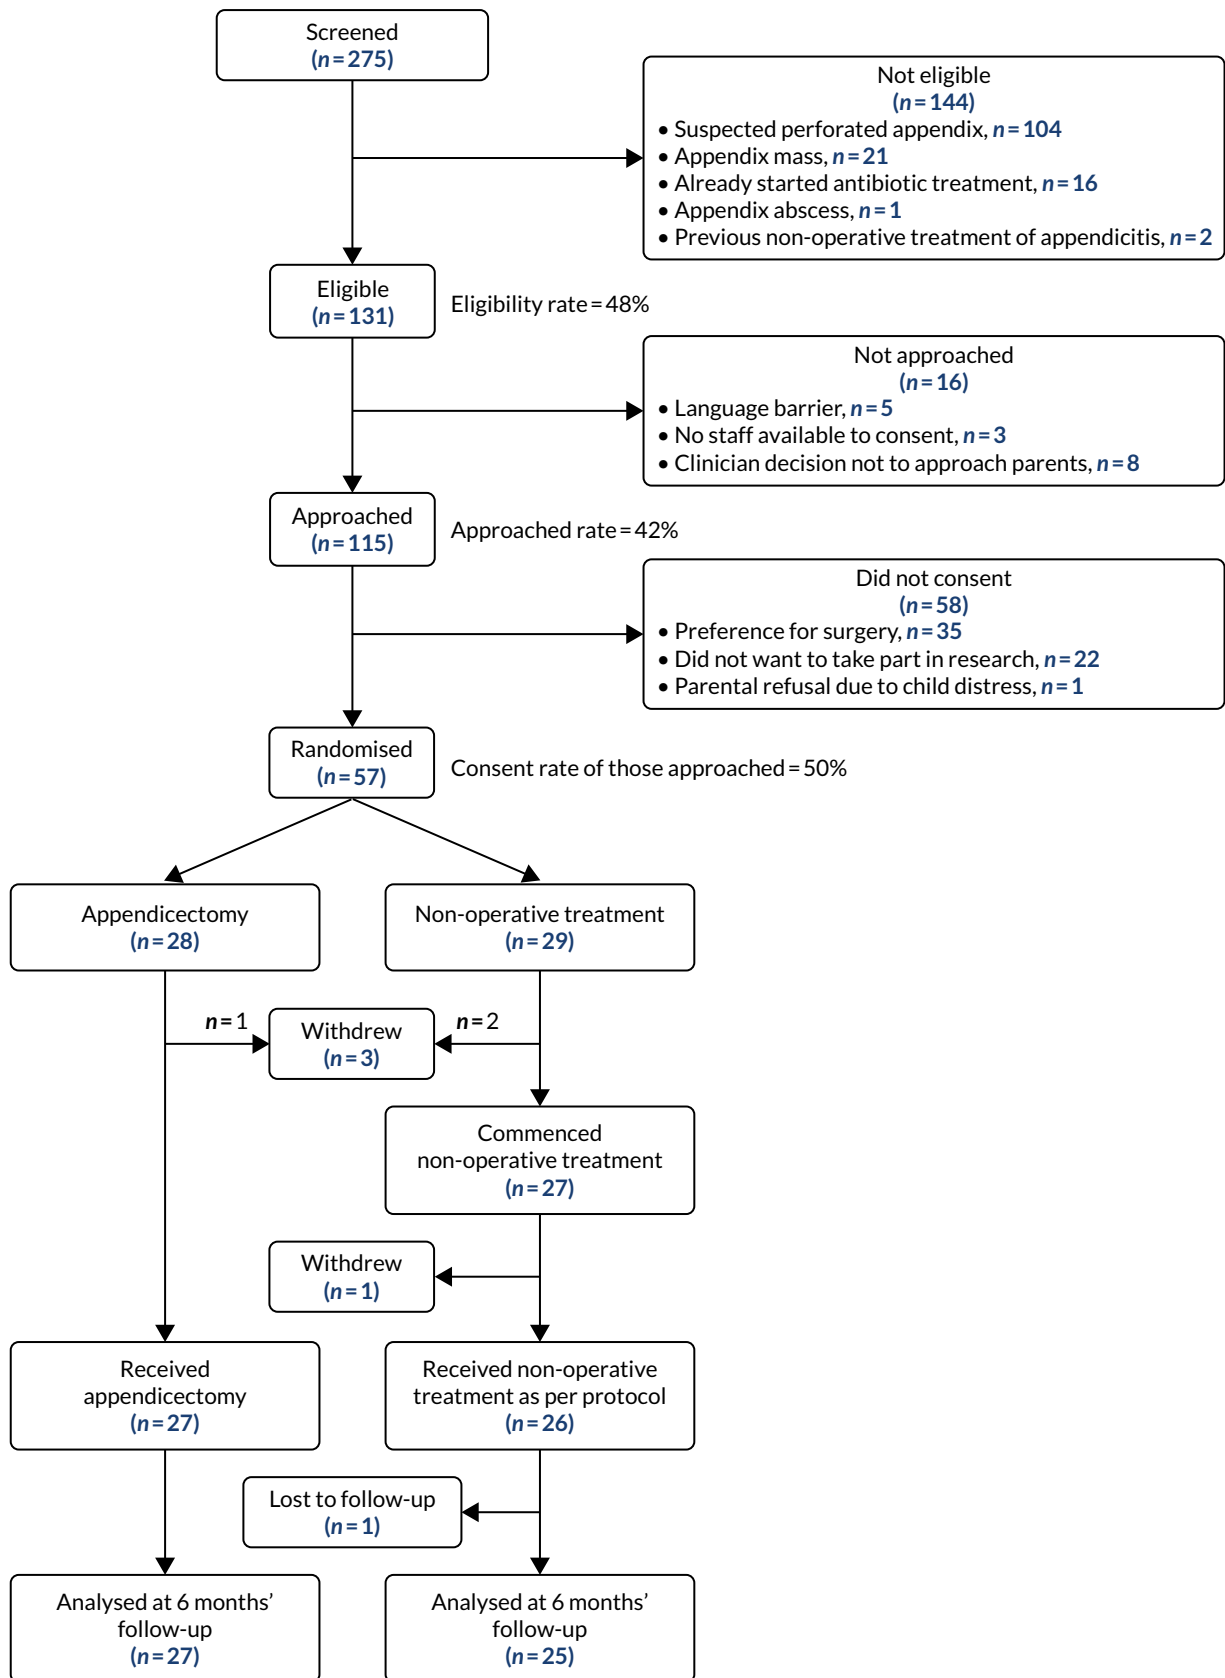 Screened
(n = 275)
Not eligible
(n = 144)
• Suspected perforated appendix, n = 104
• Appendix mass, n = 21
• Already started antibiotic treatment, n = 16
• Appendix abscess, n = 1
• Previous non-operative treatment of appendicitis, n = 2
Eligible
(n = 131)
Eligibility rate = 48%
Not approached
(n = 16)
• Language barrier, n = 5
• No staff available to consent, n = 3
• Clinician decision not to approach parents, n = 8
Approached
(n = 115)
Approached rate = 42%
Did not consent
(n = 58)
• Preference for surgery, n = 35
• Did not want to take part in research, n = 22
• Parental refusal due to child distress, n = 1
Randomised
(n = 57)
Consent rate of those approached = 50%
Appendicectomy
(n = 28)
Non-operative treatment
(n = 29)
n = 1
Withdrew
(n = 3)
n = 2
Commenced
non-operative treatment
(n = 27)
Withdrew
(n = 1)
Received
appendicectomy
(n = 27)
Received non-operative
treatment as per protocol
(n = 26)
Lost to follow-up
(n = 1)
Analysed at 6 months’
follow-up
(n = 27)
Analysed at 6 months’
follow-up
(n = 25)